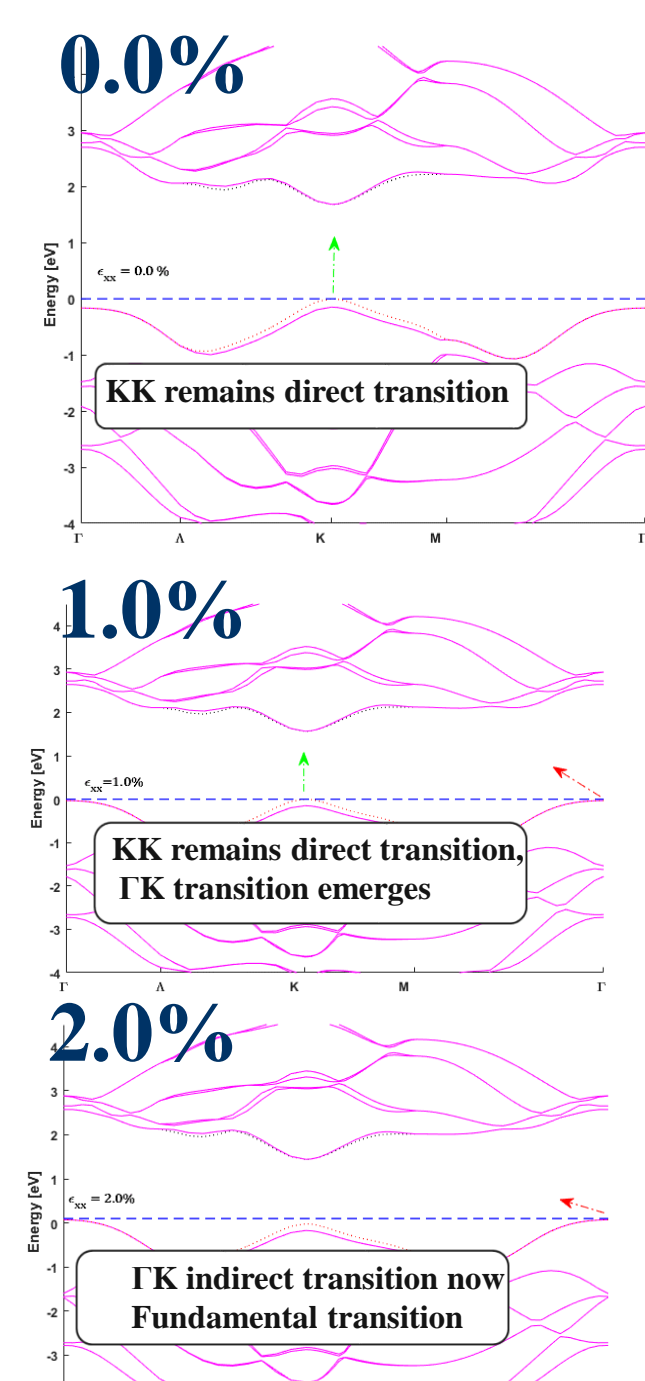 0.0%
3
2
1
ϵxx = 0.0 %
0
Energy [eV]
-1
KK remains direct transition
-2
-3
-4
Γ Λ K M Γ
1.0%
4
3
2
1
ϵxx=1.0%
0
Energy [eV]
-1
KK remains direct transition,
ΓK transition emerges
-2
-3
-4
Γ Λ K M Γ
2.0%
4
3
2
1
ϵxx = 2.0%
0
Energy [eV]
-1
ΓK indirect transition now
Fundamental transition
-2
-3